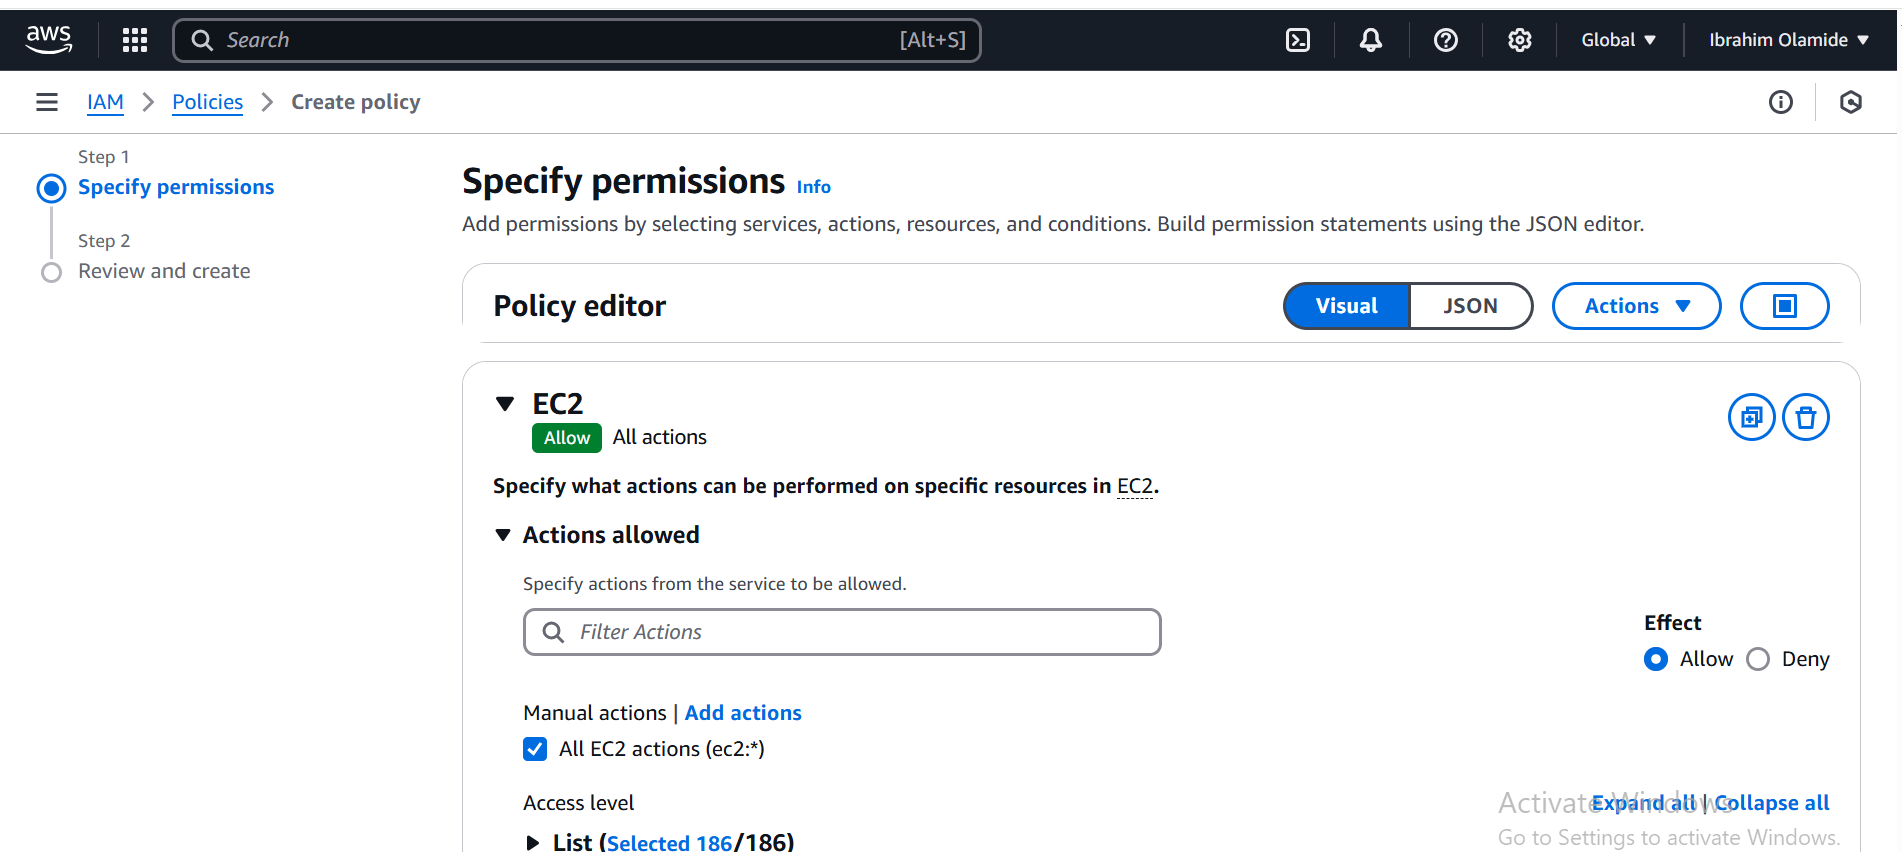 aws
Search [Alt+S]
Global
Ibrahim Olamide
IAM
Policies
Create policy
Step 1
Specify permissions
Step 2
Review and create
Specify permissions Info
Add permissions by selecting services, actions, resources, and conditions. Build permission statements using the JSON editor.
Policy editor
Visual
JSON
Actions
EC2
Allow All actions
Specify what actions can be performed on specific resources in EC2.
Actions allowed
Specify actions from the service to be allowed.
Filter Actions
Effect
Allow Deny
Manual actions | Add actions
All EC2 actions (ec2:*)
Access level
Expand all | Collapse all
List (Selected 186/186)
Activate Windows
Go to Settings to activate Windows.